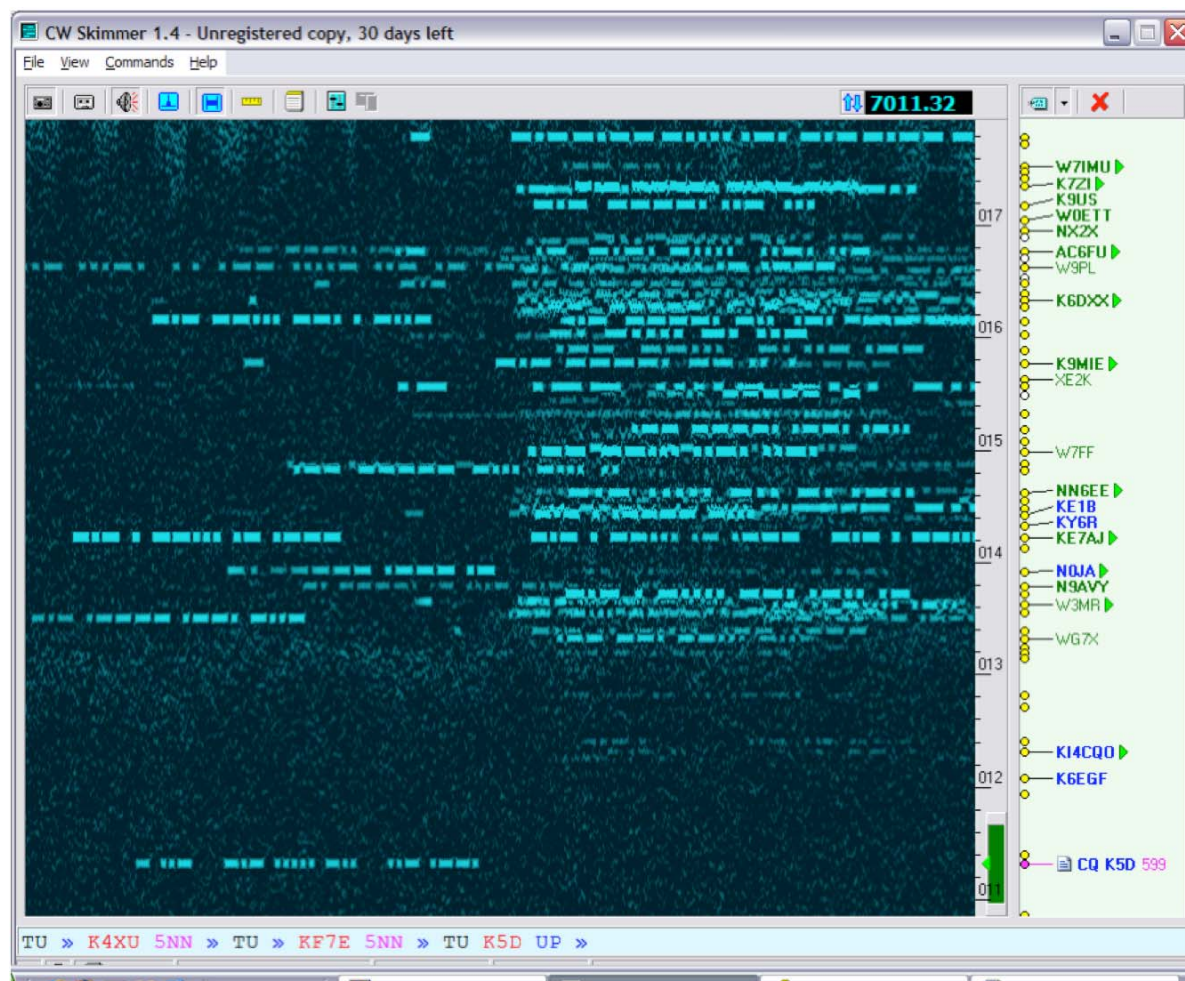 CW Skimmer 1.4 - Unregistered copy, 30 days left
File View Commands Help
7011.32
W7IMU
K7ZI
K9US
017
W0ETT
NX2X
AC6FU
W9PL
K6DXX
016
K9MIE
XE2K
015
W7FF
NN6EE
KE1B
KY6R
KE7AJ
014
N0JA
N9AVY
W3MR
WG7X
013
KI4CQO
012
K6EGF
CQ K5D 599
011
TU » K4XU 5NN » TU » KF7E 5NN » TU K5D UP »